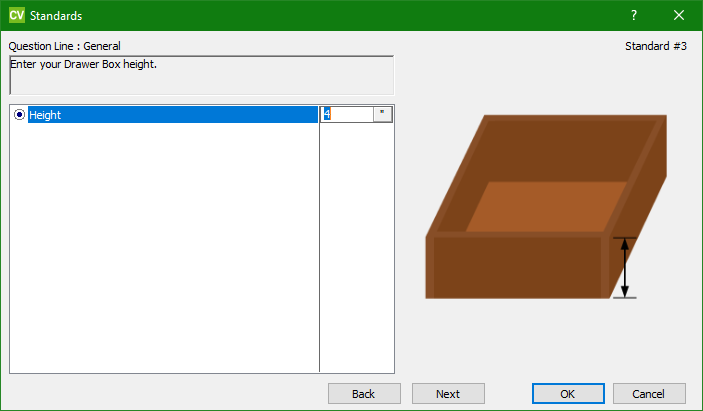 CV Standards ?
Question Line : General Standard #3
Enter your Drawer Box height.
Height 4 "
Back Next OK Cancel